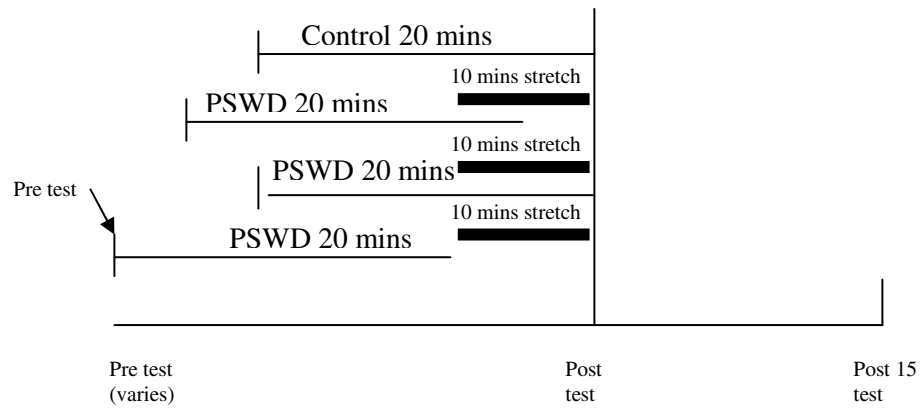 Control 20 mins
10 mins stretch
PSWD 20 mins
10 mins stretch
PSWD 20 mins
Pre test
10 mins stretch
PSWD 20 mins
Pre test
(varies)
Post
test
Post 15
test